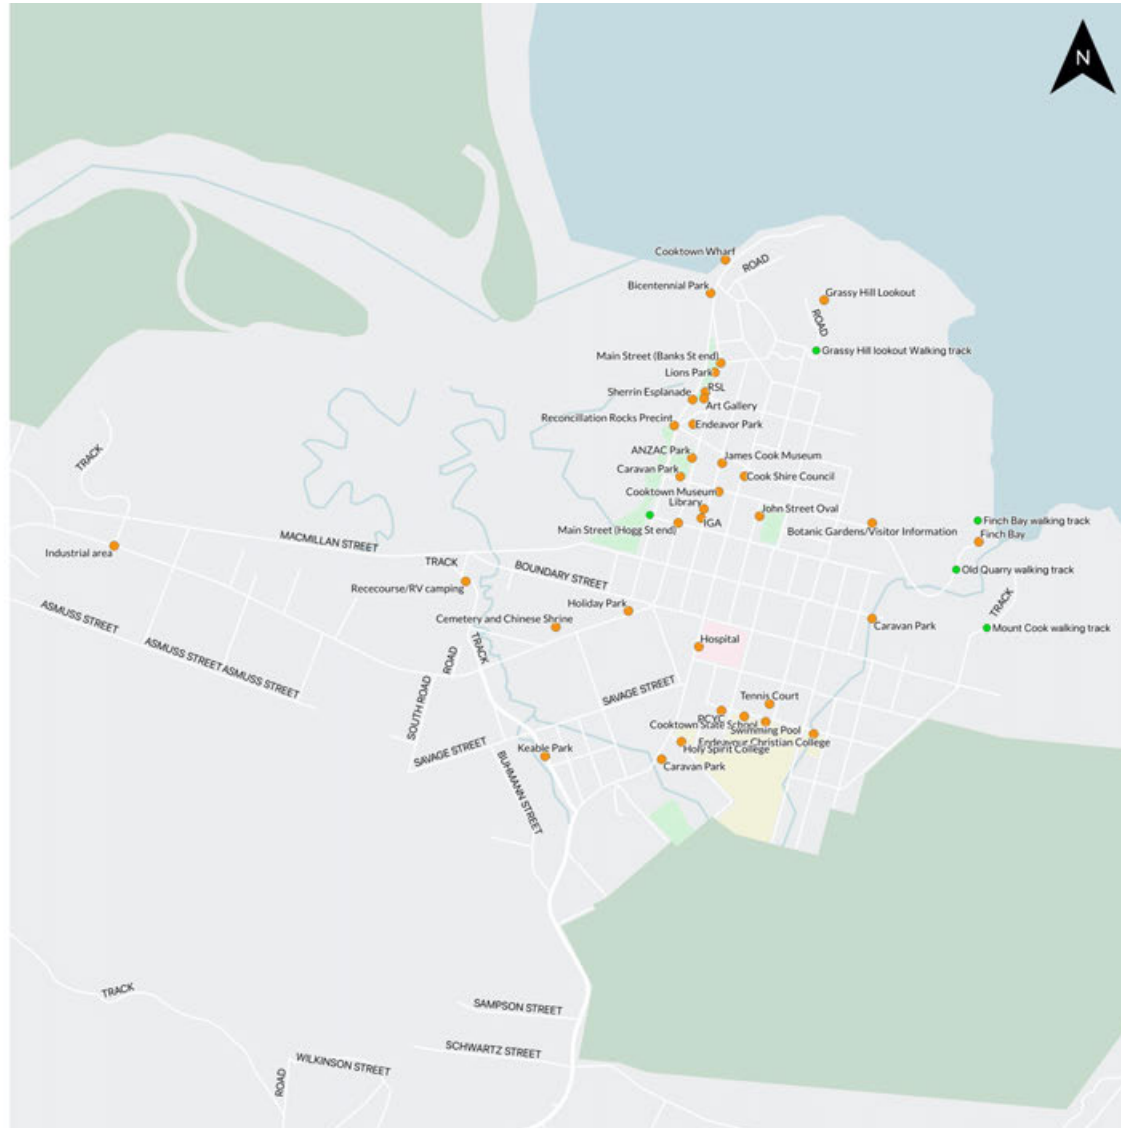 N
Cooktown Wharf
ROAD
Bicentennial Park
Grassy Hill Lookout
ROAD
Grassy Hill lookout Walking track
Main Street (Banks St end)
Lions Park
RSL
Sherrin Esplanade
Art Gallery
Reconcillation Rocks Precint
Endeavor Park
ANZAC Park
James Cook Museum
Caravan Park
Cook Shire Council
TRACK
Cooktown Museum
Library
John Street Oval
IGA
Main Street (Hogg St end)
Botanic Gardens/Visitor Information
Finch Bay walking track
Finch Bay
MACMILLAN STREET
Industrial area
TRACK
BOUNDARY STREET
Old Quarry walking track
Rececourse/RV camping
Holiday Park
TRACK
ASMUSS STREET
Cemetery and Chinese Shrine
Caravan Park
Mount Cook walking track
Hospital
ASMUSS STREET
ASMUSS STREET
ROAD
TRACK
SAVAGE STREET
SOUTH ROAD
Tennis Court
PCYC
Cooktown State School
Swimming Pool
Endeavour Christian College
Holy Spirit College
SAVAGE STREET
Keable Park
Caravan Park
BUHMANN STREET
TRACK
SAMPSON STREET
SCHWARTZ STREET
WILKINSON STREET
ROAD